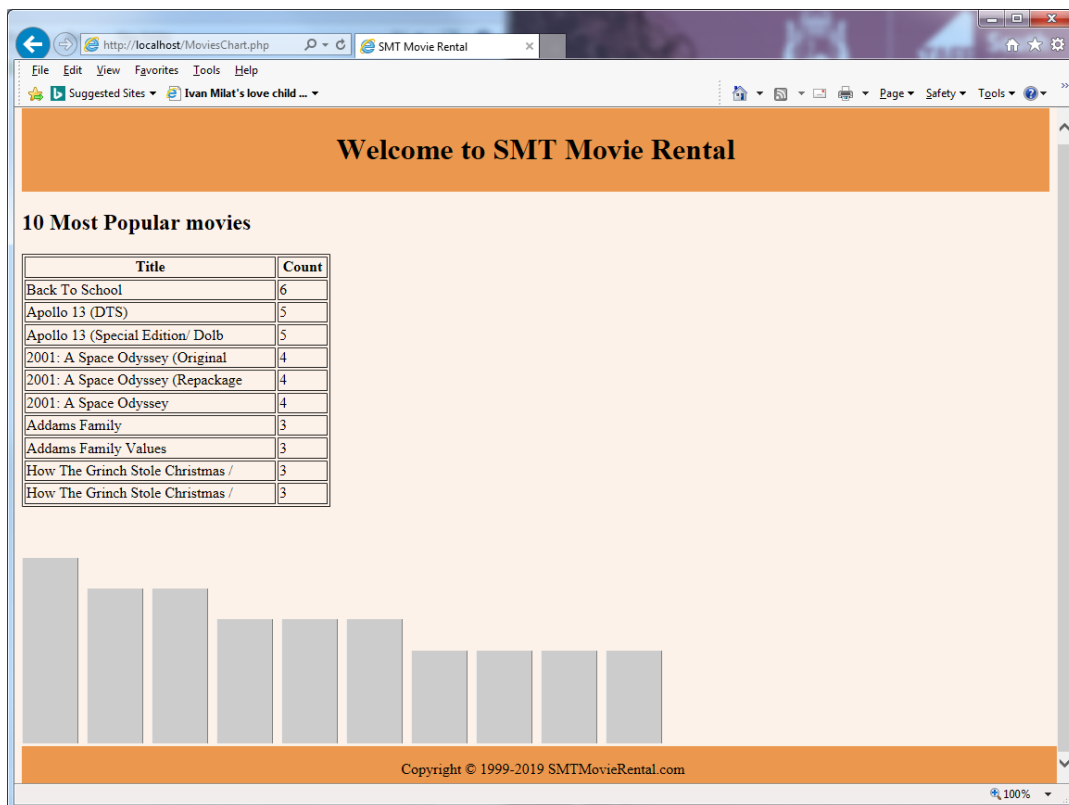 http://localhost/MoviesChart.php
SMT Movie Rental
File Edit View Favorites Tools Help
Suggested Sites Ivan Milat's love child ...
Page Safety Tools
Welcome to SMT Movie Rental
10 Most Popular movies
Title Count
Back To School 6
Apollo 13 (DTS) 5
Apollo 13 (Special Edition/ Dolb 5
2001: A Space Odyssey (Original 4
2001: A Space Odyssey (Repackage 4
2001: A Space Odyssey 4
Addams Family 3
Addams Family Values 3
How The Grinch Stole Christmas / 3
How The Grinch Stole Christmas / 3
Copyright © 1999-2019 SMTMovieRental.com
100%